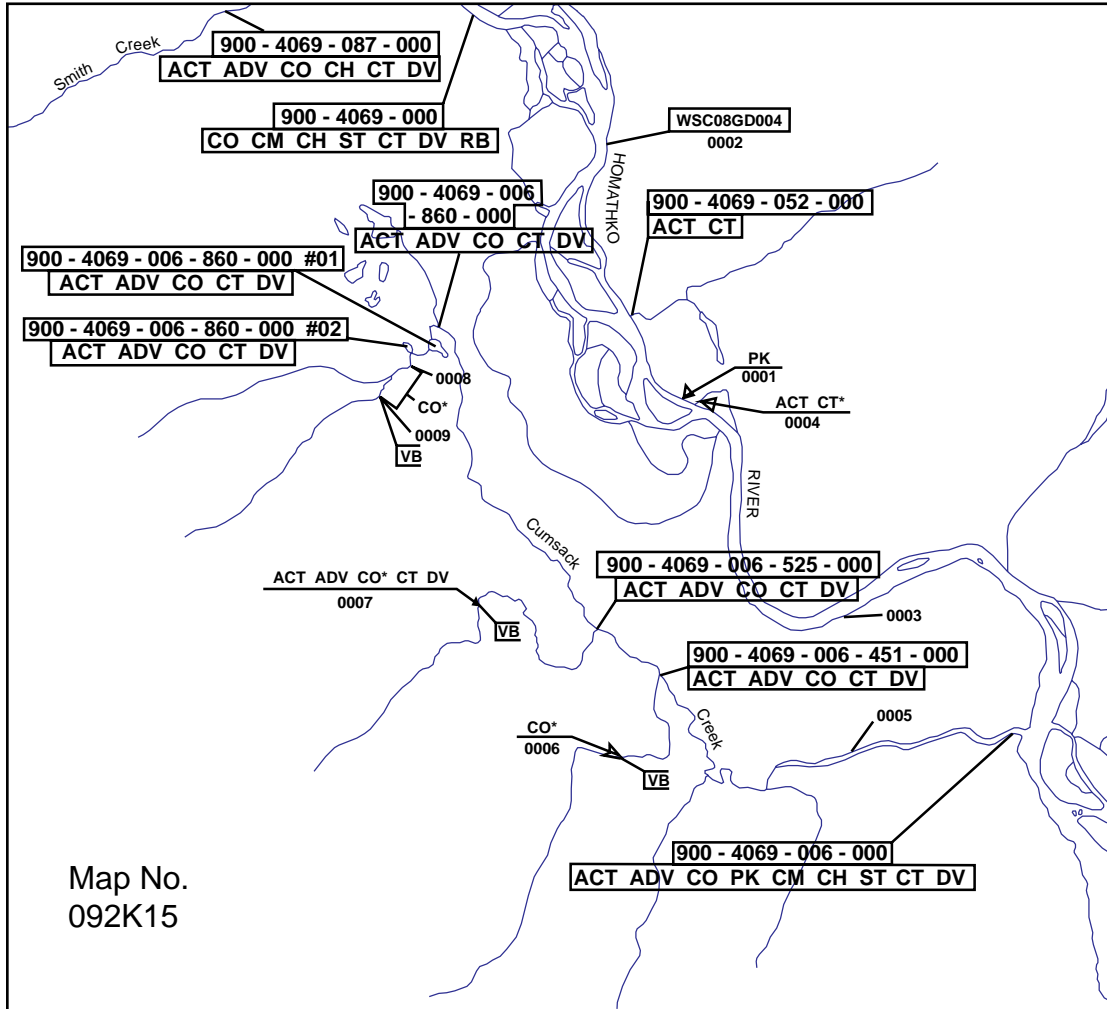 Smith Creek
900 - 4069 - 087 - 000
ACT ADV CO CH CT DV
900 - 4069 - 000
CO CM CH ST CT DV RB
WSC08GD004
0002
HOMATHKO
900 - 4069 - 006
- 860 - 000
ACT ADV CO CT DV
900 - 4069 - 052 - 000
ACT CT
900 - 4069 - 006 - 860 - 000 #01
ACT ADV CO CT DV
900 - 4069 - 006 - 860 - 000 #02
ACT ADV CO CT DV
PK
0001
0008
CO*
ACT CT*
0004
0009
VB
RIVER
Cumsack
900 - 4069 - 006 - 525 - 000
ACT ADV CO CT DV
ACT ADV CO* CT DV
0007
VB
0003
900 - 4069 - 006 - 451 - 000
ACT ADV CO CT DV
Creek
0005
CO*
0006
VB
900 - 4069 - 006 - 000
ACT ADV CO PK CM CH ST CT DV
Map No.
092K15